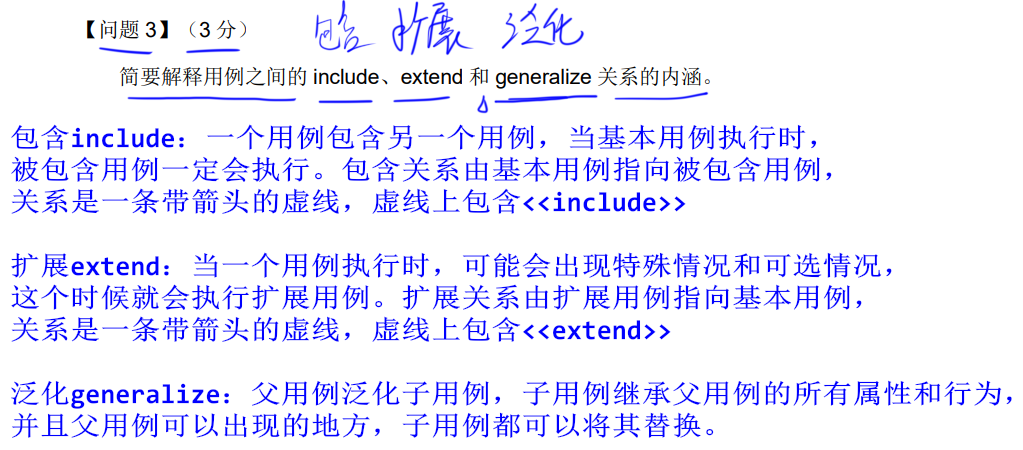 【问题 3】（3 分） 包含 扩展 泛化
简要解释用例之间的 include、extend 和 generalize 关系的内涵。
包含include：一个用例包含另一个用例，当基本用例执行时，
被包含用例一定会执行。包含关系由基本用例指向被包含用例，
关系是一条带箭头的虚线，虚线上包含<<include>>
扩展extend：当一个用例执行时，可能会出现特殊情况和可选情况，
这个时候就会执行扩展用例。扩展关系由扩展用例指向基本用例，
关系是一条带箭头的虚线，虚线上包含<<extend>>
泛化generalize：父用例泛化子用例，子用例继承父用例的所有属性和行为，
并且父用例可以出现的地方，子用例都可以将其替换。